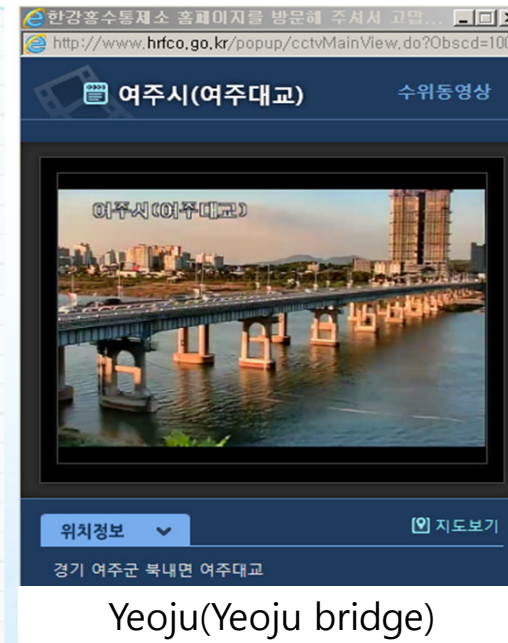 한강홍수통제소 홈페이지를 방문해 주셔서 고맙...
http://www.hrfco.go.kr/popup/cctvMainView.do?Obscd=100
여주시(여주대교)
수위동영상
여주시(여주대교)
위치정보
지도보기
경기 여주군 북내면 여주대교
Yeoju(Yeoju bridge)